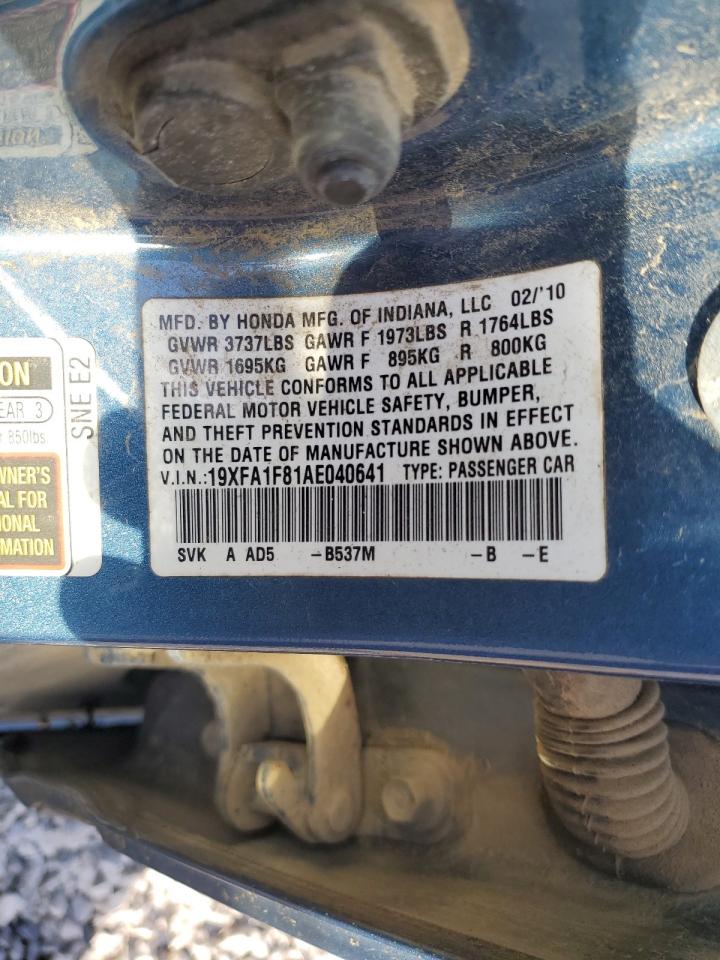 MFD. BY HONDA MFG. OF INDIANA, LLC 02/'10
GVWR 3737LBS GAWR F 1973LBS R 1764LBS
GVWR 1695KG GAWR F 895KG R 800KG
THIS VEHICLE CONFORMS TO ALL APPLICABLE
FEDERAL MOTOR VEHICLE SAFETY, BUMPER,
AND THEFT PREVENTION STANDARDS IN EFFECT
ON THE DATE OF MANUFACTURE SHOWN ABOVE.
V.I.N.:19XFA1F81AE040641 TYPE: PASSENGER CAR
SVK A AD5 -B537M -B -E
ON
EAR 3
850lbs
WNER'S
AL FOR
IONAL
RMATION
SNE E2